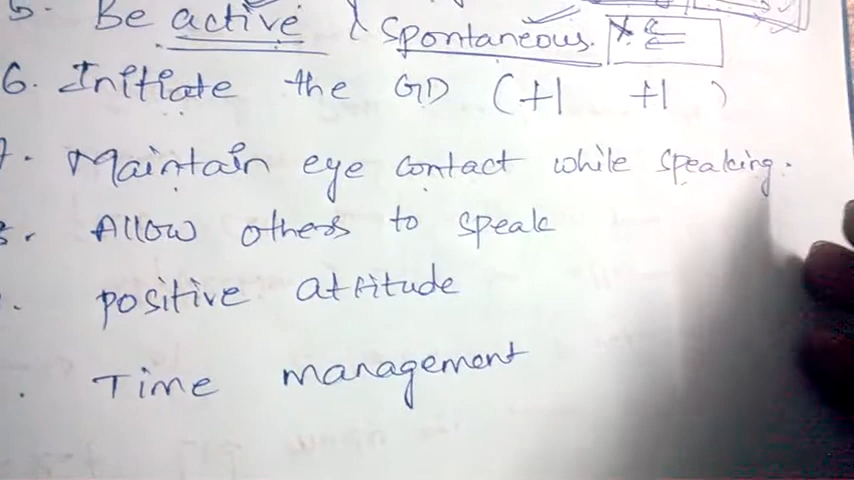 5. Be active & Spontaneous.
6. Initiate the GD (+1 +1 )
7. Maintain eye contact while speaking.
8. Allow others to speak
. positive attitude
. Time management